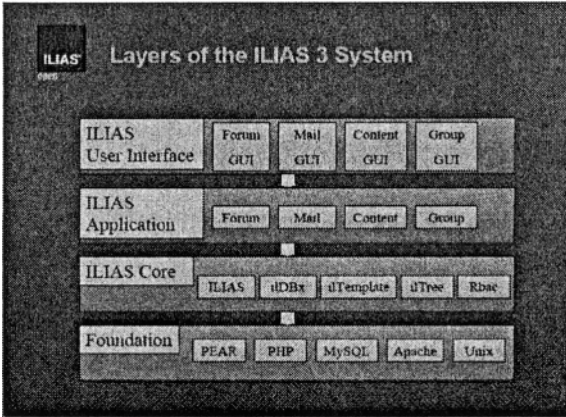 ILIAS
Layers of the ILIAS 3 System
ILIAS
User Interface
Forum GUI
Mail GUI
Content GUI
Group GUI
ILIAS
Application
Forum
Mail
Content
Group
ILIAS Core
ILIAS
ilDBx
ilTemplate
ilTree
Rbac
Foundation
PEAR
PHP
MySQL
Apache
Unix